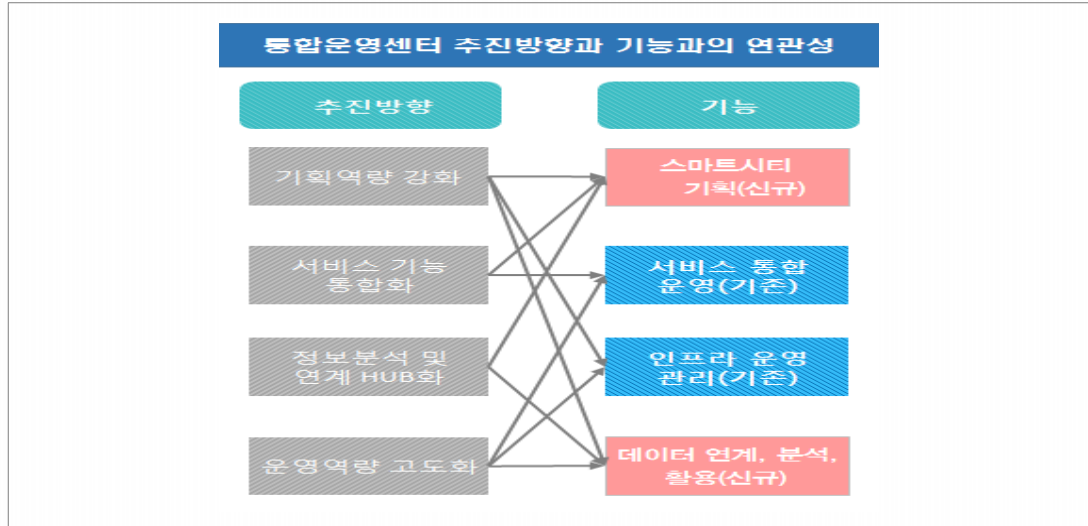 통합운영센터 추진방향과 기능과의 연관성
추진방향
기능
기획역량 강화
스마트시티
기획(신규)
서비스 기능
통합화
서비스 통합
운영(기존)
정보분석 및
연계 HUB화
인프라 운영
관리(기존)
운영역량 고도화
데이터 연계, 분석,
활용(신규)